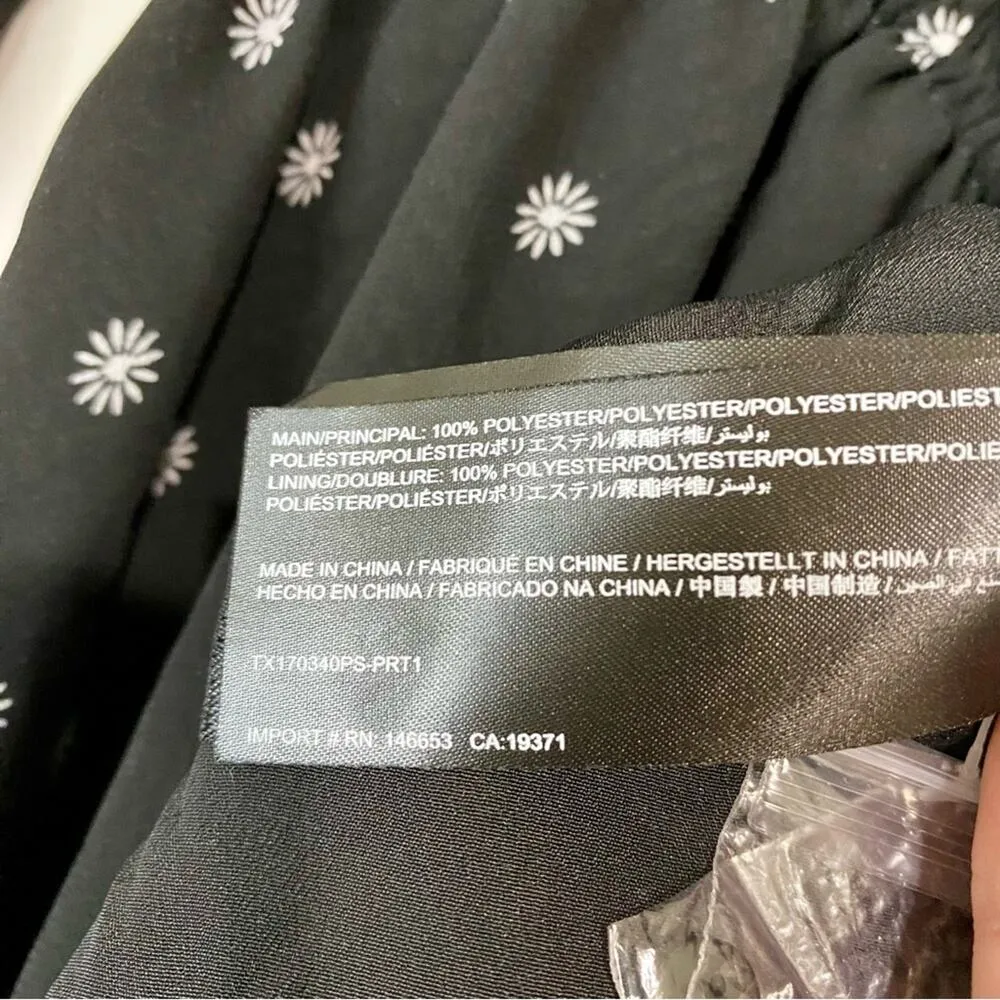 MAIN/PRINCIPAL: 100% POLYESTER/POLYESTER/POLYESTER/POLIEST
POLIÉSTER/POLIÉSTER/ポリエステル/聚酯纤维/بوليستر
LINING/DOUBLURE: 100% POLYESTER/POLYESTER/POLYESTER/POLIE
POLIÉSTER/POLIÉSTER/ポリエステル/聚酯纤维/بوليستر
MADE IN CHINA / FABRIQUÉ EN CHINE / HERGESTELLT IN CHINA / FATT
HECHO EN CHINA / FABRICADO NA CHINA / 中国製 / 中国制造 / في الصين
TX170340PS-PRT1
IMPORT # RN: 146653 CA:19371